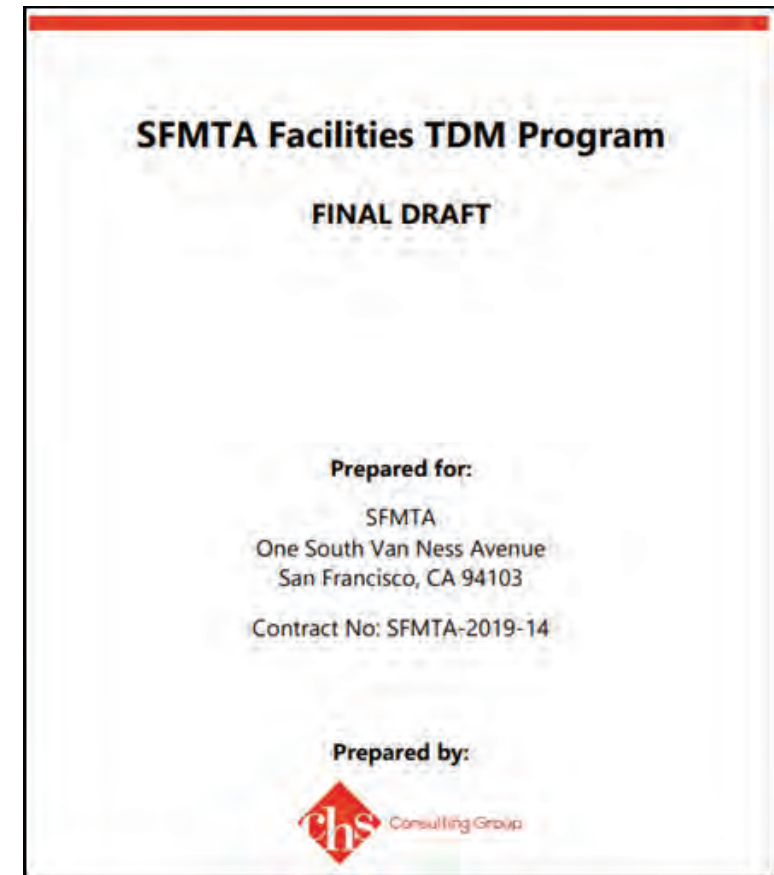 SFMTA Facilities TDM Program
FINAL DRAFT
Prepared for:
SFMTA
One South Van Ness Avenue
San Francisco, CA 94103
Contract No: SFMTA-2019-14
Prepared by:
chs Consulting Group